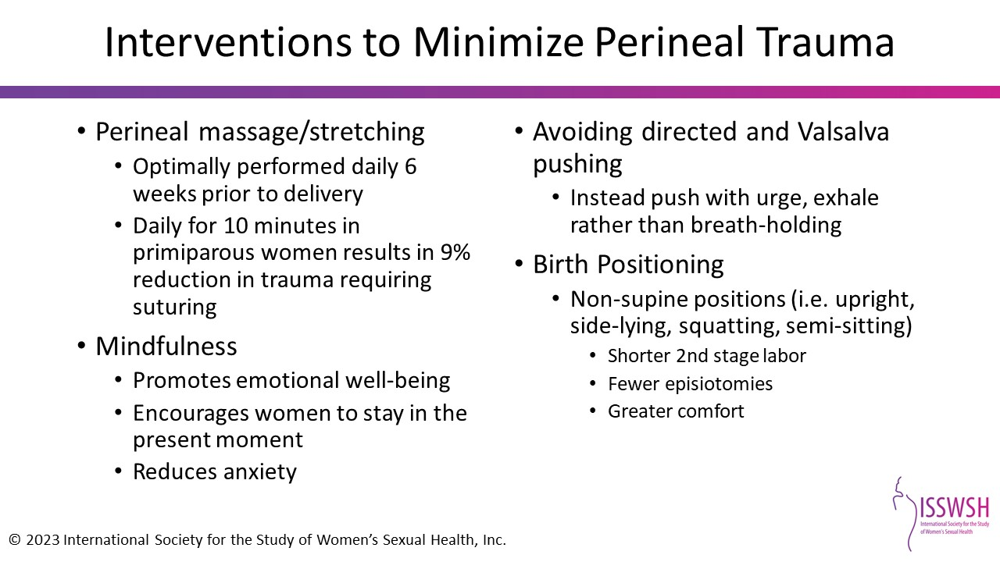 Interventions to Minimize Perineal Trauma
• Perineal massage/stretching
• Optimally performed daily 6
weeks prior to delivery
• Daily for 10 minutes in
primiparous women results in 9%
reduction in trauma requiring
suturing
• Mindfulness
• Promotes emotional well-being
• Encourages women to stay in the
present moment
• Reduces anxiety
• Avoiding directed and Valsalva
pushing
• Instead push with urge, exhale
rather than breath-holding
• Birth Positioning
• Non-supine positions (i.e. upright,
side-lying, squatting, semi-sitting)
• Shorter 2nd stage labor
• Fewer episiotomies
• Greater comfort
ISSWSH
International Society for the Study
of Women's Sexual Health
© 2023 International Society for the Study of Women’s Sexual Health, Inc.